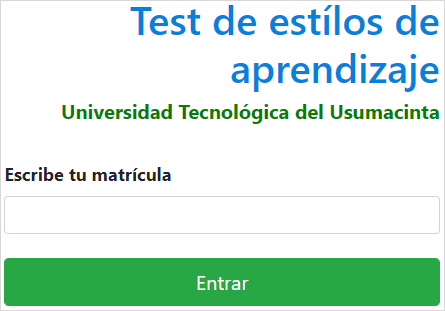 Test de estílos de
aprendizaje
Universidad Tecnológica del Usumacinta
Escribe tu matrícula
Entrar